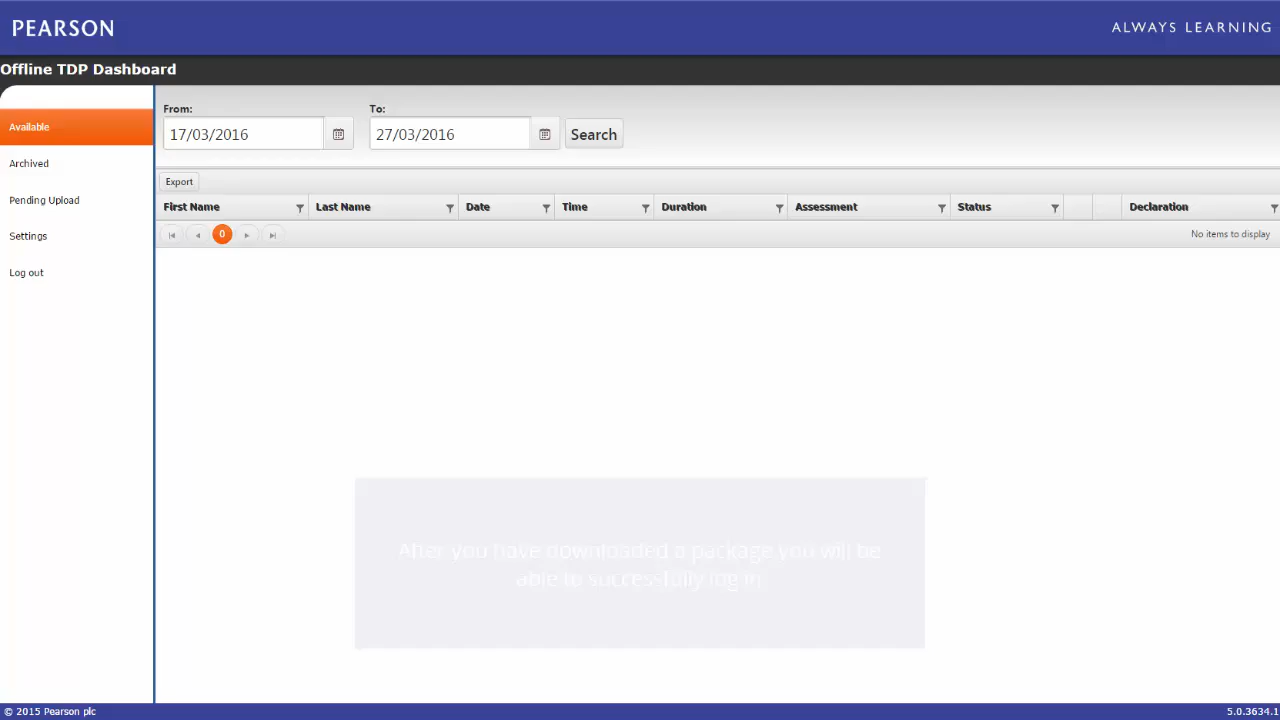 PEARSON
ALWAYS LEARNING
Offline TDP Dashboard
Available
Archived
Pending Upload
Settings
Log out
From:
To:
17/03/2016
27/03/2016
Search
Export
First Name
Last Name
Date
Time
Duration
Assessment
Status
Declaration
0
No items to display
After you have downloaded a package you will be
able to successfully log in
© 2015 Pearson plc
5.0.3634.1